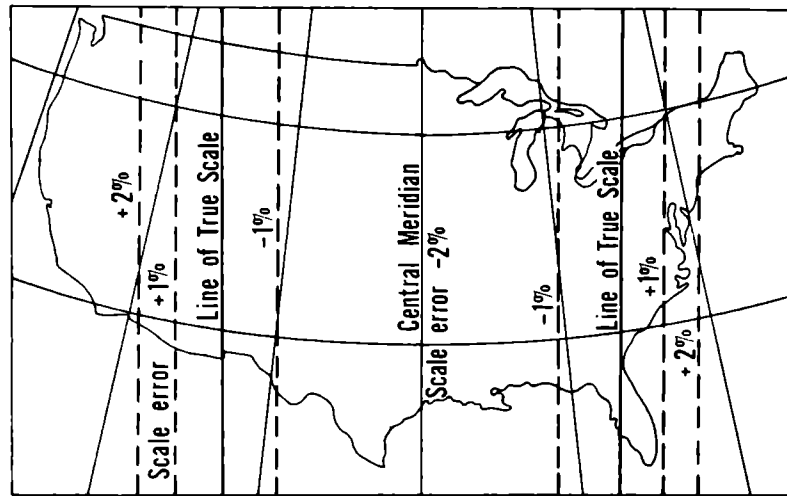 +2%
Scale error +1%
Line of True Scale
-1%
Central Meridian
Scale error -2%
-1%
Line of True Scale
+1%
+2%